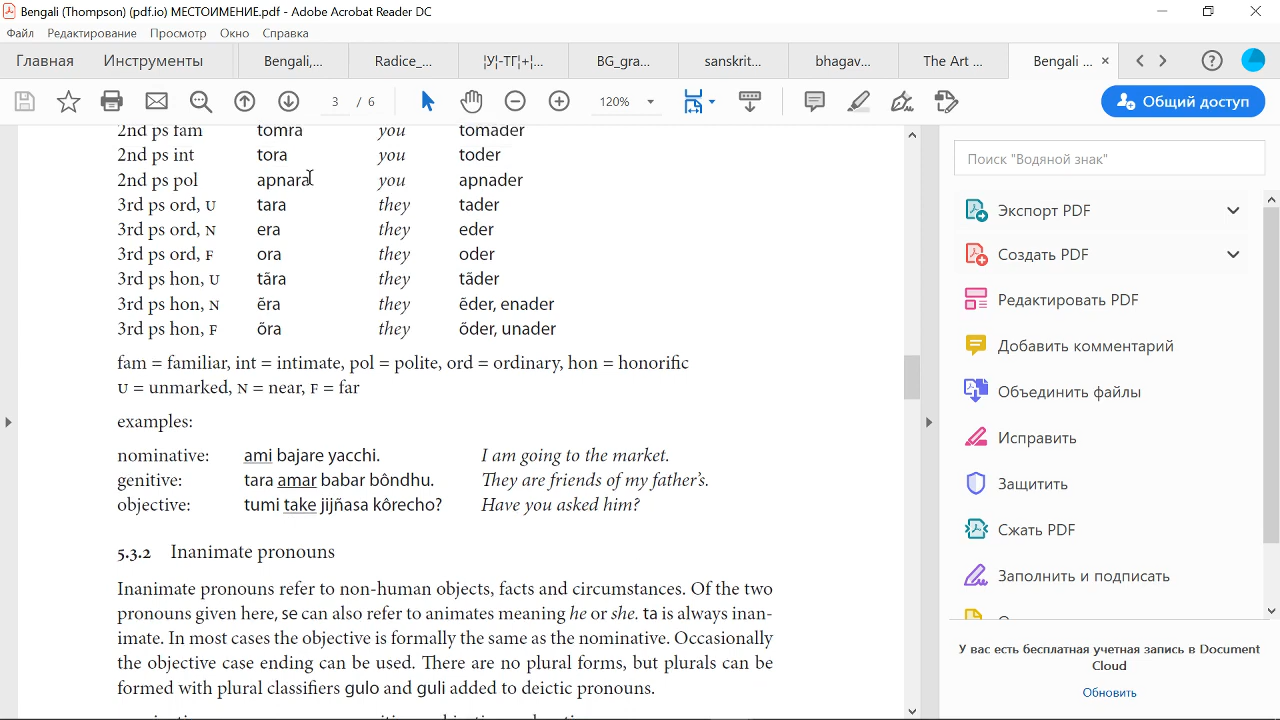 Bengali (Thompson) (pdf.io) МЕСТОИМЕНИЕ.pdf - Adobe Acrobat Reader DC
Файл Редактирование Просмотр Окно Справка
Главная Инструменты Bengali,... Radice_... ¦У¦-ТГ¦+¦... BG_gra... sanskrit... bhagav... The Art ... Bengali ... ×
3 / 6 120% Общий доступ
2nd ps fam tomra you tomader
2nd ps int tora you toder
2nd ps pol apnara you apnader
3rd ps ord, U tara they tader
3rd ps ord, N era they eder
3rd ps ord, F ora they oder
3rd ps hon, U tãra they tãder
3rd ps hon, N ẽra they ẽder, enader
3rd ps hon, F õra they õder, unader
fam = familiar, int = intimate, pol = polite, ord = ordinary, hon = honorific
U = unmarked, N = near, F = far
examples:
nominative: ami bajare yacchi. I am going to the market.
genitive: tara amar babar bôndhu. They are friends of my father's.
objective: tumi take jijñasa kôrecho? Have you asked him?
5.3.2 Inanimate pronouns
Inanimate pronouns refer to non-human objects, facts and circumstances. Of the two
pronouns given here, se can also refer to animates meaning he or she. ta is always inan-
imate. In most cases the objective is formally the same as the nominative. Occasionally
the objective case ending can be used. There are no plural forms, but plurals can be
formed with plural classifiers gulo and guli added to deictic pronouns.
Поиск "Водяной знак"
Экспорт PDF
Создать PDF
Редактировать PDF
Добавить комментарий
Объединить файлы
Исправить
Защитить
Сжать PDF
Заполнить и подписать
У вас есть бесплатная учетная запись в Document
Cloud
Обновить